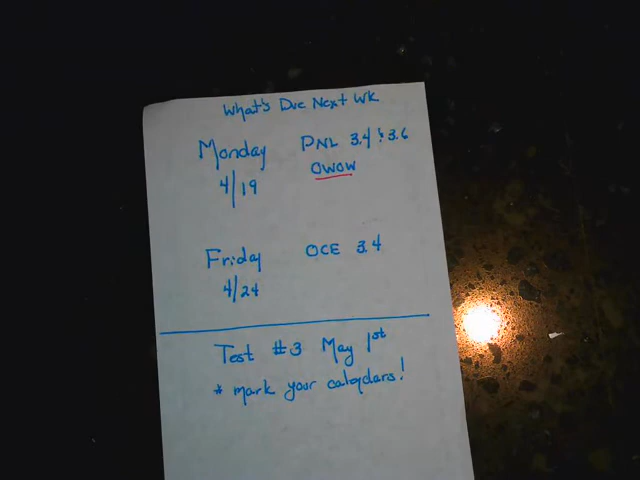 What's Due Next Wk
Monday PNL 3.4 & 3.6
4/19 OWOW
Friday OCE 3.4
4/24
Test #3 May 1st
* mark your calendars!